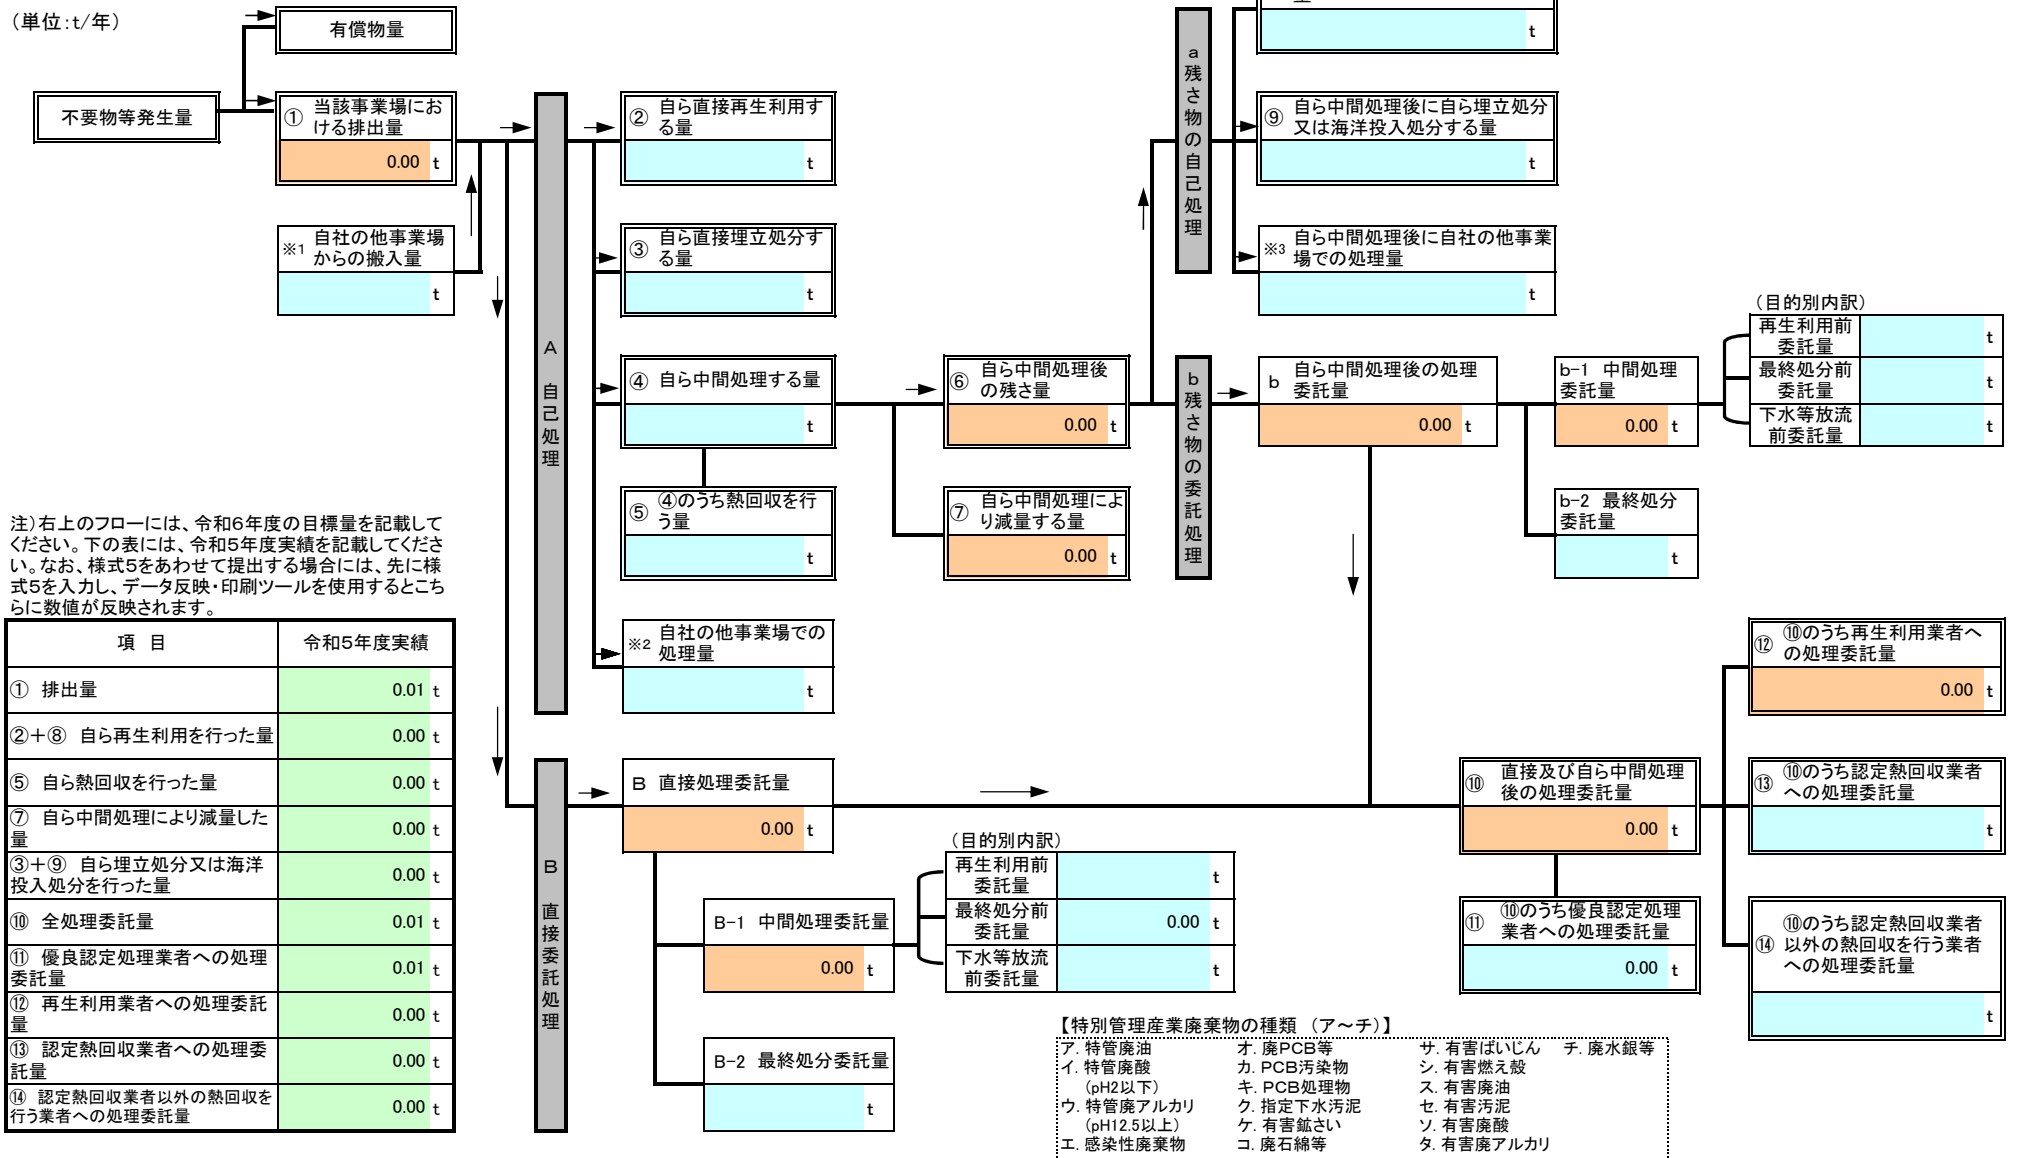 （単位：t/年）
有償物量
不要物等発生量
① 当該事業場にお
ける排出量
0.00 t
※1 自社の他事業場
からの搬入量
t
A 自己処理
② 自ら直接再生利用す
る量
t
③ 自ら直接埋立処分す
る量
t
④ 自ら中間処理する量
t
⑤ ④のうち熱回収を行
う量
t
※2 自社の他事業場での
処理量
t
⑥ 自ら中間処理後
の残さ量
0.00 t
⑦ 自ら中間処理によ
り減量する量
0.00 t
a 残さ物の自己処理
t
⑨ 自ら中間処理後に自ら埋立処分
又は海洋投入処分する量
t
※3 自ら中間処理後に自社の他事業
場での処理量
t
b 残さ物の委託処理
b 自ら中間処理後の処理
委託量
0.00 t
b-1 中間処理
委託量
0.00 t
（目的別内訳）
再生利用前
委託量
t
最終処分前
委託量
t
下水等放流
前委託量
t
b-2 最終処分
委託量
t
注）右上のフローには、令和6年度の目標量を記載して
ください。下の表には、令和5年度実績を記載してくださ
い。なお、様式5をあわせて提出する場合には、先に様
式5を入力し、データ反映・印刷ツールを使用するとこち
らに数値が反映されます。
項 目 令和5年度実績
① 排出量 0.01 t
②＋⑧ 自ら再生利用を行った量 0.00 t
⑤ 自ら熱回収を行った量 0.00 t
⑦ 自ら中間処理により減量した
量 0.00 t
③＋⑨ 自ら埋立処分又は海洋
投入処分を行った量 0.00 t
⑩ 全処理委託量 0.01 t
⑪ 優良認定処理業者への処理
委託量 0.01 t
⑫ 再生利用業者への処理委託
量 0.00 t
⑬ 認定熱回収業者への処理委
託量 0.00 t
⑭ 認定熱回収業者以外の熱回収を
行う業者への処理委託量 0.00 t
B 直接委託処理
B 直接処理委託量
0.00 t
B-1 中間処理委託量
0.00 t
（目的別内訳）
再生利用前
委託量
t
最終処分前
委託量
0.00 t
下水等放流
前委託量
t
B-2 最終処分委託量
t
⑩ 直接及び自ら中間処理
後の処理委託量
0.00 t
⑪ ⑩のうち優良認定処理
業者への処理委託量
0.00 t
⑫ ⑩のうち再生利用業者へ
の処理委託量
0.00 t
⑬ ⑩のうち認定熱回収業者
への処理委託量
t
⑭ ⑩のうち認定熱回収業者
以外の熱回収を行う業者
への処理委託量
t
【特別管理産業廃棄物の種類 （ア～チ）】
ア. 特管廃油 オ. 廃PCB等 サ. 有害ばいじん チ. 廃水銀等
イ. 特管廃酸 カ. PCB汚染物 シ. 有害燃え殻
（pH2以下） キ. PCB処理物 ス. 有害廃油
ウ. 特管廃アルカリ ク. 指定下水汚泥 セ. 有害汚泥
（pH12.5以上） ケ. 有害鉱さい ソ. 有害廃酸
エ. 感染性廃棄物 コ. 廃石綿等 タ. 有害廃アルカリ